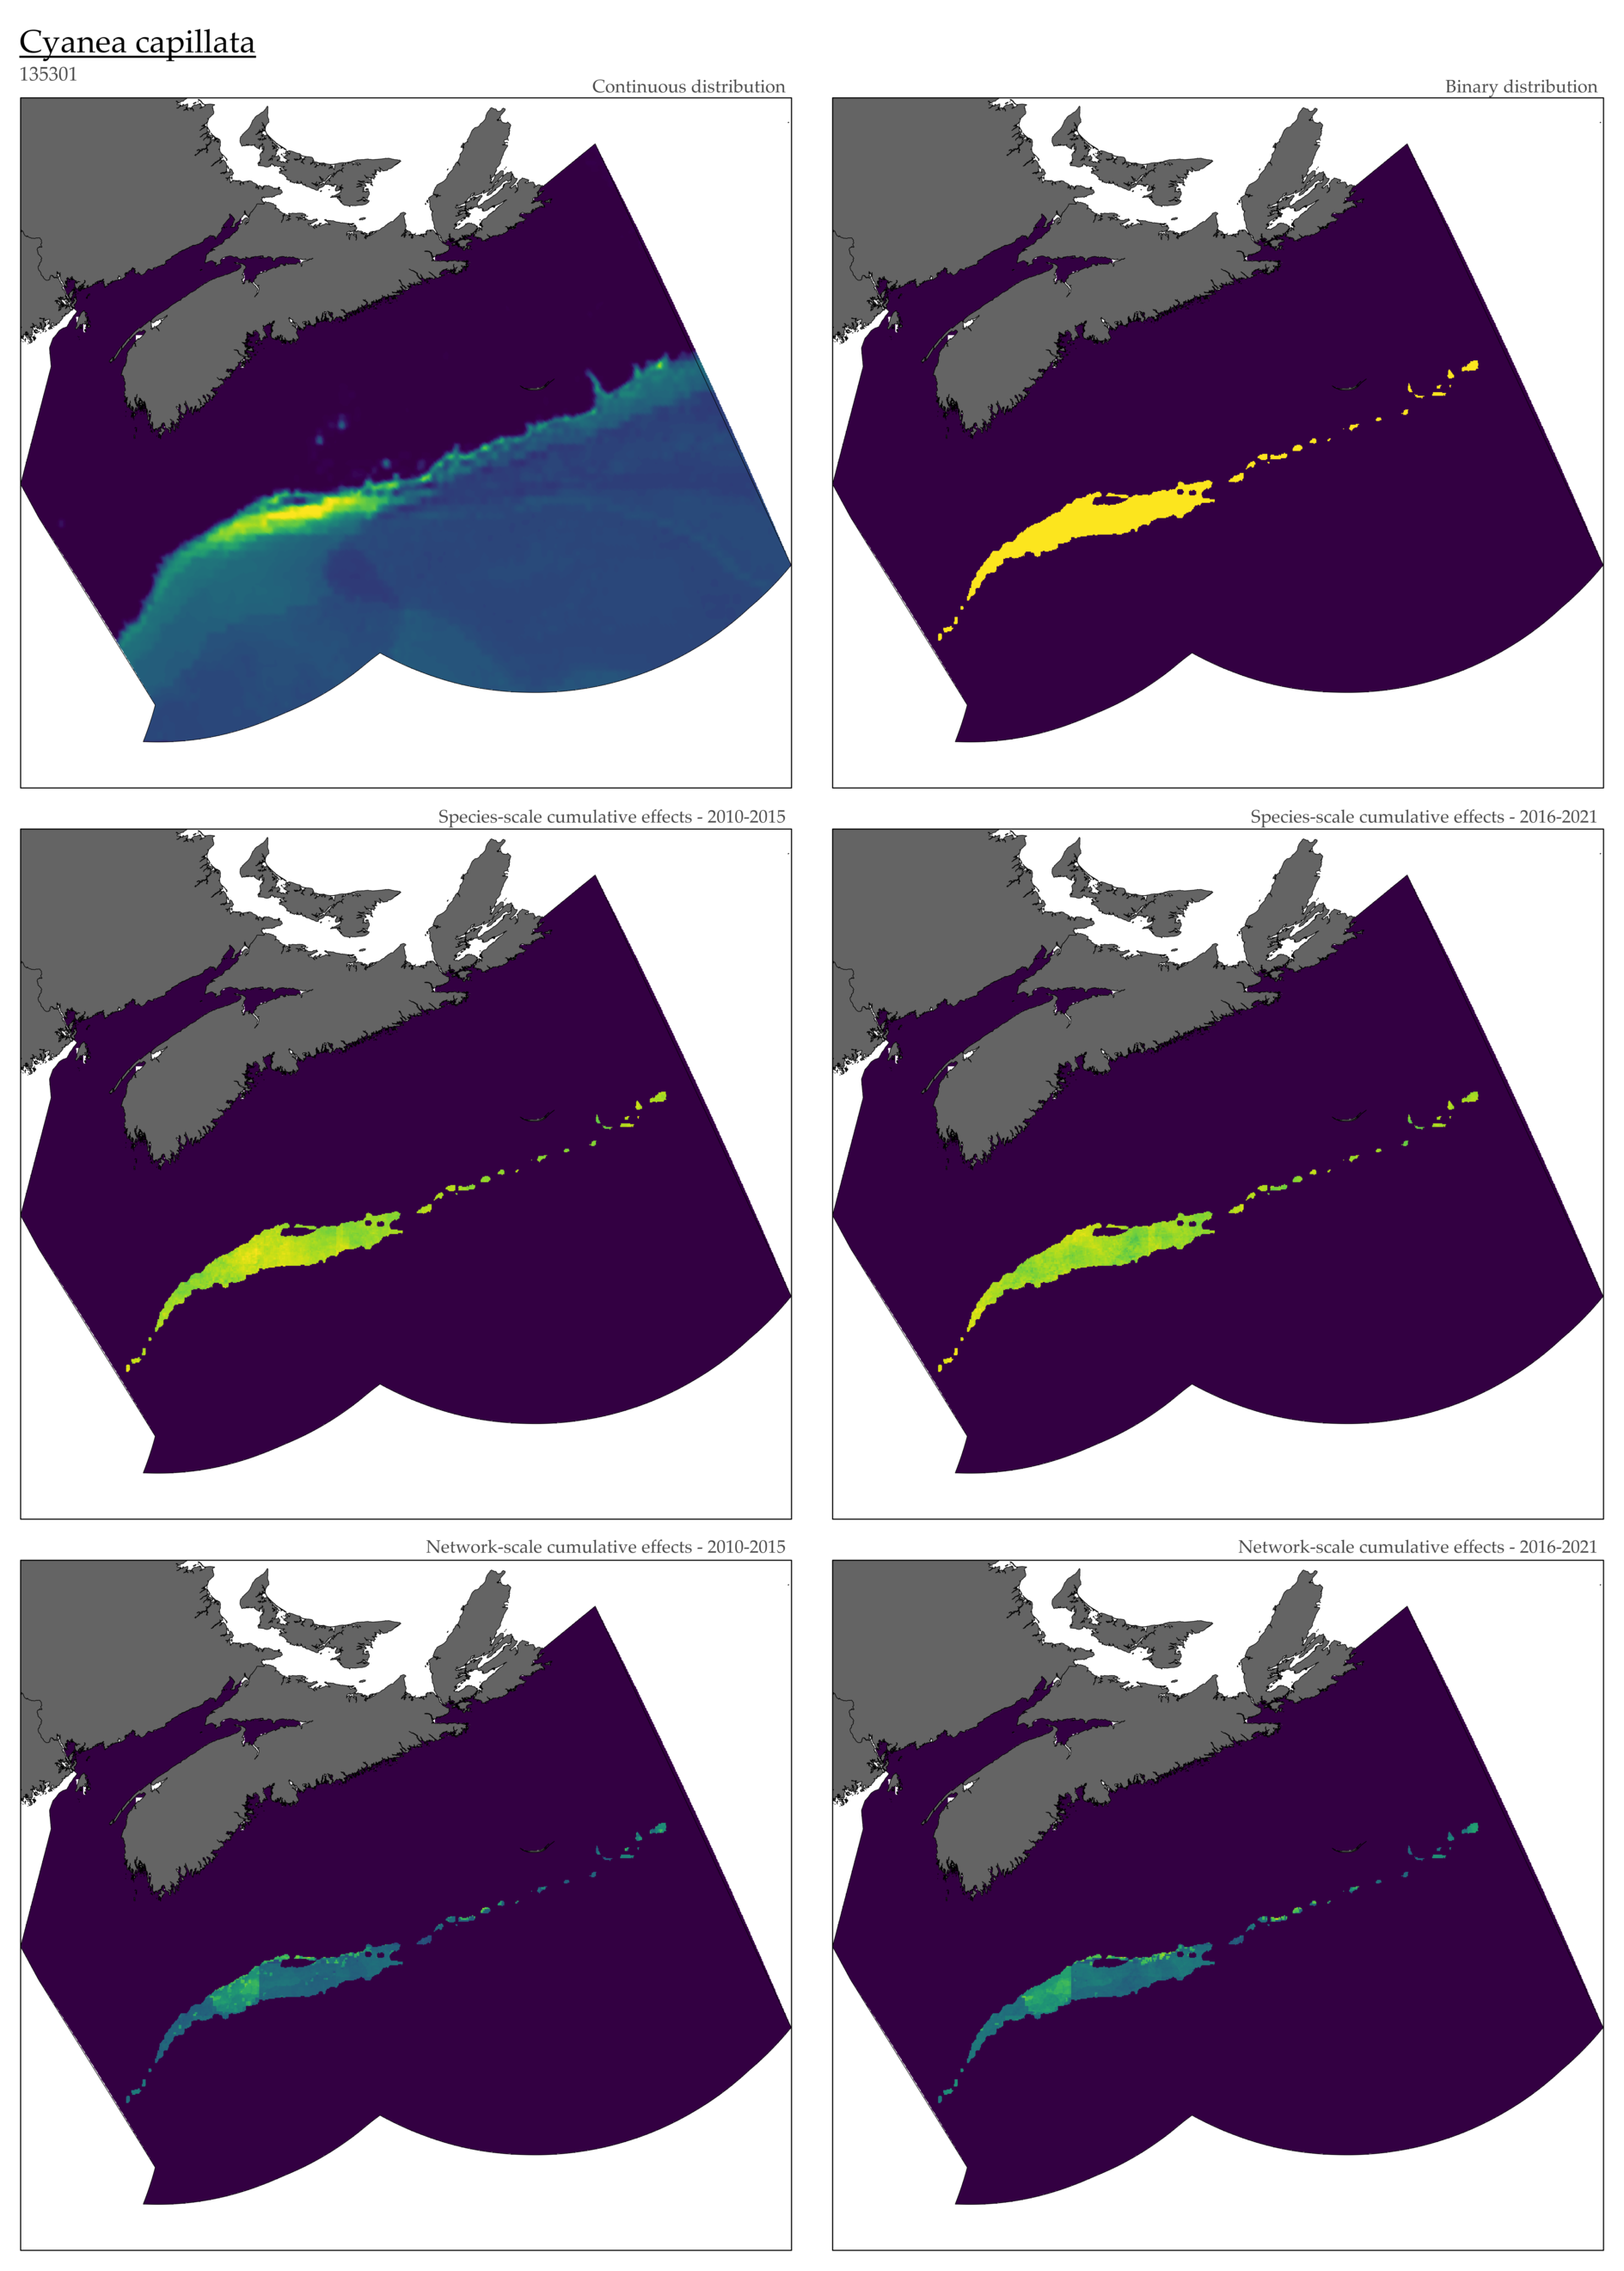 Cyanea capillata
135301
Continuous distribution
Binary distribution
Species-scale cumulative effects - 2010-2015
Species-scale cumulative effects - 2016-2021
Network-scale cumulative effects - 2010-2015
Network-scale cumulative effects - 2016-2021